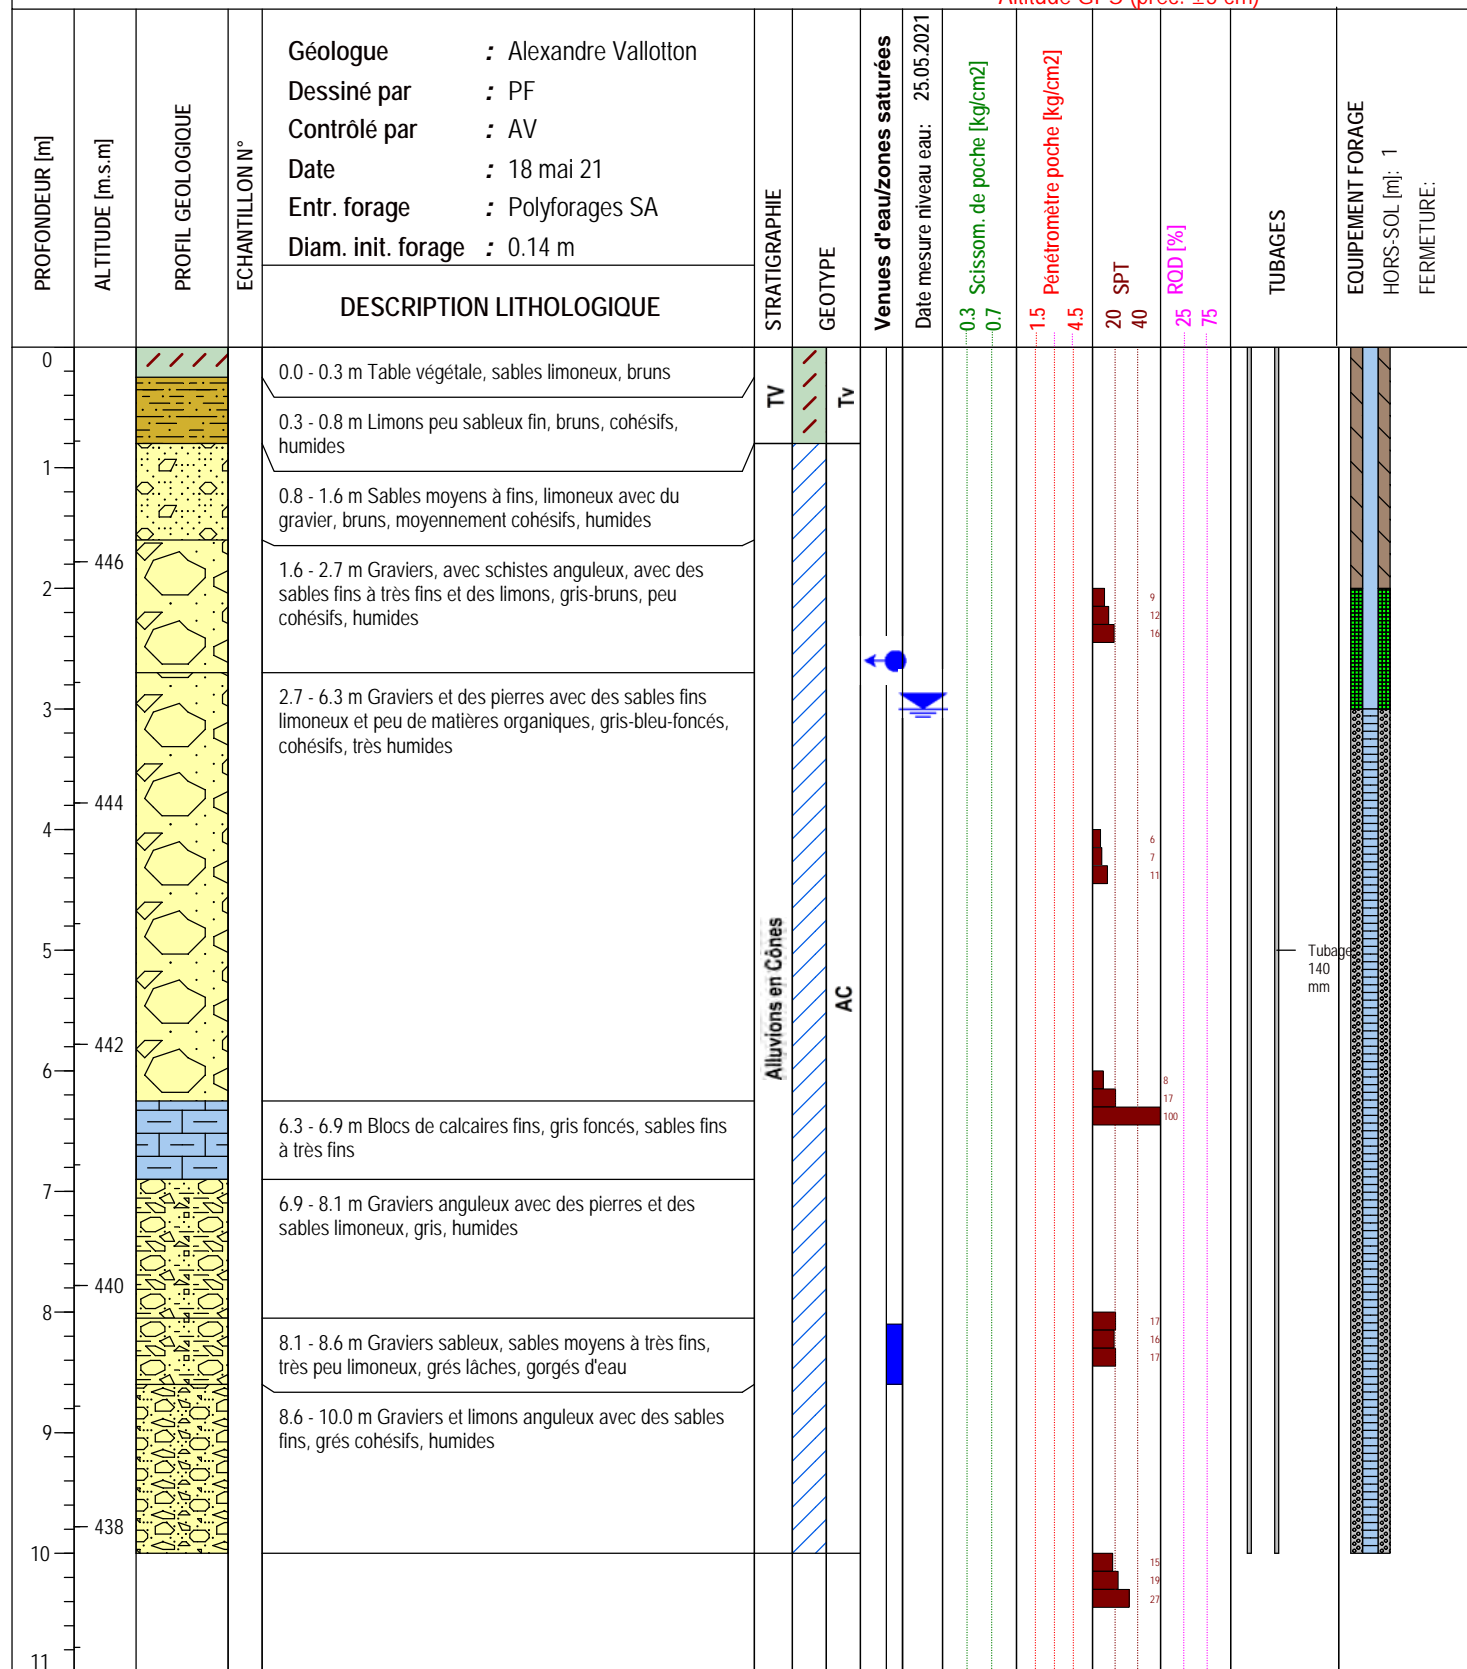 Altitude GPS (préc. ±5 cm)
Géologue : Alexandre Vallotton
Dessiné par : PF
Contrôlé par : AV
Date : 18 mai 21
Entr. forage : Polyforages SA
Diam. init. forage : 0.14 m
PROFONDEUR [m]
ALTITUDE [m.s.m]
PROFIL GEOLOGIQUE
ECHANTILLON N°
DESCRIPTION LITHOLOGIQUE
STRATIGRAPHIE
GEOTYPE
Venues d'eau/zones saturées
Date mesure niveau eau: 25.05.2021
0.3 Scissom. de poche [kg/cm2]
0.7
1.5 Pénétromètre poche [kg/cm2]
4.5
20 SPT
40
25 RQD [%]
75
TUBAGES
EQUIPEMENT FORAGE
HORS-SOL [m]: 1
FERMETURE:
0
1
2
3
4
5
6
7
8
9
10
11
446
444
442
440
438
0.0 - 0.3 m Table végétale, sables limoneux, bruns
0.3 - 0.8 m Limons peu sableux fin, bruns, cohésifs,
humides
0.8 - 1.6 m Sables moyens à fins, limoneux avec du
gravier, bruns, moyennement cohésifs, humides
1.6 - 2.7 m Graviers, avec schistes anguleux, avec des
sables fins à très fins et des limons, gris-bruns, peu
cohésifs, humides
2.7 - 6.3 m Graviers et des pierres avec des sables fins
limoneux et peu de matières organiques, gris-bleu-foncés,
cohésifs, très humides
6.3 - 6.9 m Blocs de calcaires fins, gris foncés, sables fins
à très fins
6.9 - 8.1 m Graviers anguleux avec des pierres et des
sables limoneux, gris, humides
8.1 - 8.6 m Graviers sableux, sables moyens à très fins,
très peu limoneux, grés lâches, gorgés d'eau
8.6 - 10.0 m Graviers et limons anguleux avec des sables
fins, grés cohésifs, humides
TV
Tv
Alluvions en Cônes
AC
9
12
16
6
7
11
8
17
100
17
16
17
15
19
27
Tubage
140
mm